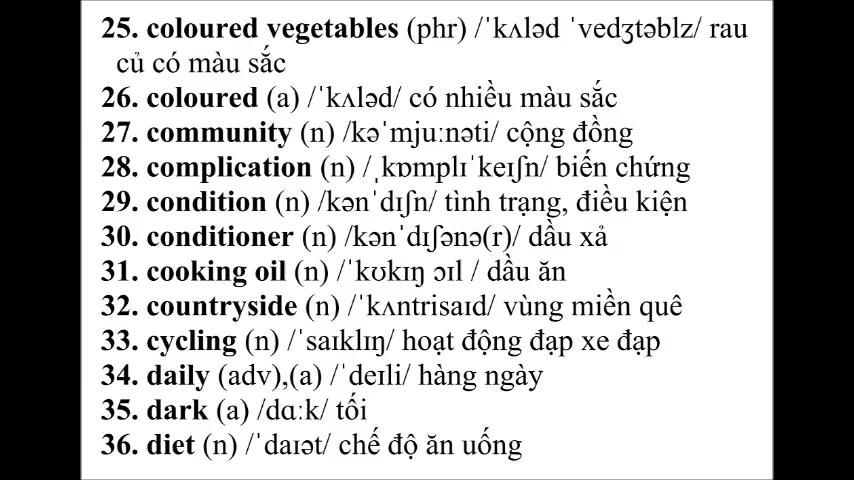 25. coloured vegetables (phr) /ˈkʌləd ˈvedʒtəblz/ rau
củ có màu sắc
26. coloured (a) /ˈkʌləd/ có nhiều màu sắc
27. community (n) /kəˈmjuːnəti/ cộng đồng
28. complication (n) /ˌkɒmplɪˈkeɪʃn/ biến chứng
29. condition (n) /kənˈdɪʃn/ tình trạng, điều kiện
30. conditioner (n) /kənˈdɪʃənə(r)/ dầu xả
31. cooking oil (n) /ˈkʊkɪŋ ɔɪl / dầu ăn
32. countryside (n) /ˈkʌntrisaɪd/ vùng miền quê
33. cycling (n) /ˈsaɪklɪŋ/ hoạt động đạp xe đạp
34. daily (adv),(a) /ˈdeɪli/ hàng ngày
35. dark (a) /dɑːk/ tối
36. diet (n) /ˈdaɪət/ chế độ ăn uống